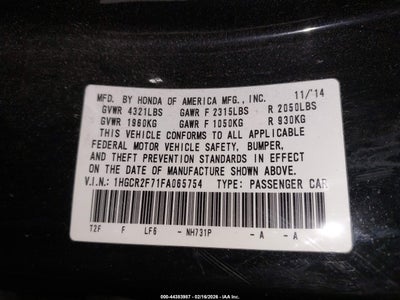 MFD. BY HONDA OF AMERICA MFG., INC. 11/'14
GVWR 4321LBS GAWR F 2315LBS R 2050LBS
GVWR 1960KG GAWR F 1050KG R 930KG
THIS VEHICLE CONFORMS TO ALL APPLICABLE
FEDERAL MOTOR VEHICLE SAFETY, BUMPER,
AND THEFT PREVENTION STANDARDS IN EFFECT
ON THE DATE OF MANUFACTURE SHOWN ABOVE.
V.I.N.: 1HGCR2F71FA065754 TYPE: PASSENGER CAR
T2F F LF6 - NH731P - A - A
000-44393987 - 02/16/2026 - IAA Inc.